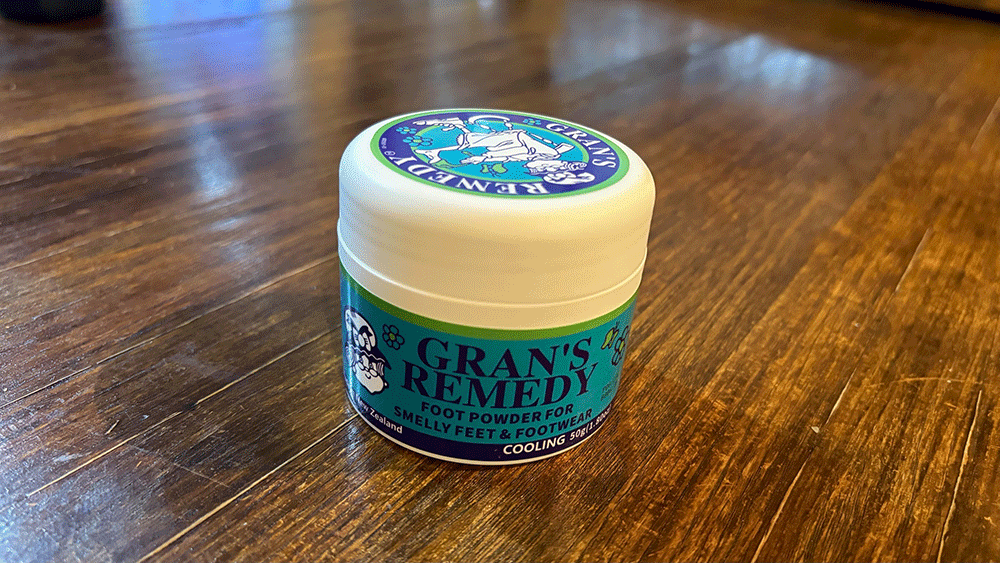 GRAN'S
REMEDY
GRAN'S
REMEDY
FOOT POWDER FOR
SMELLY FEET & FOOTWEAR
COOLING 50g
New Zealand